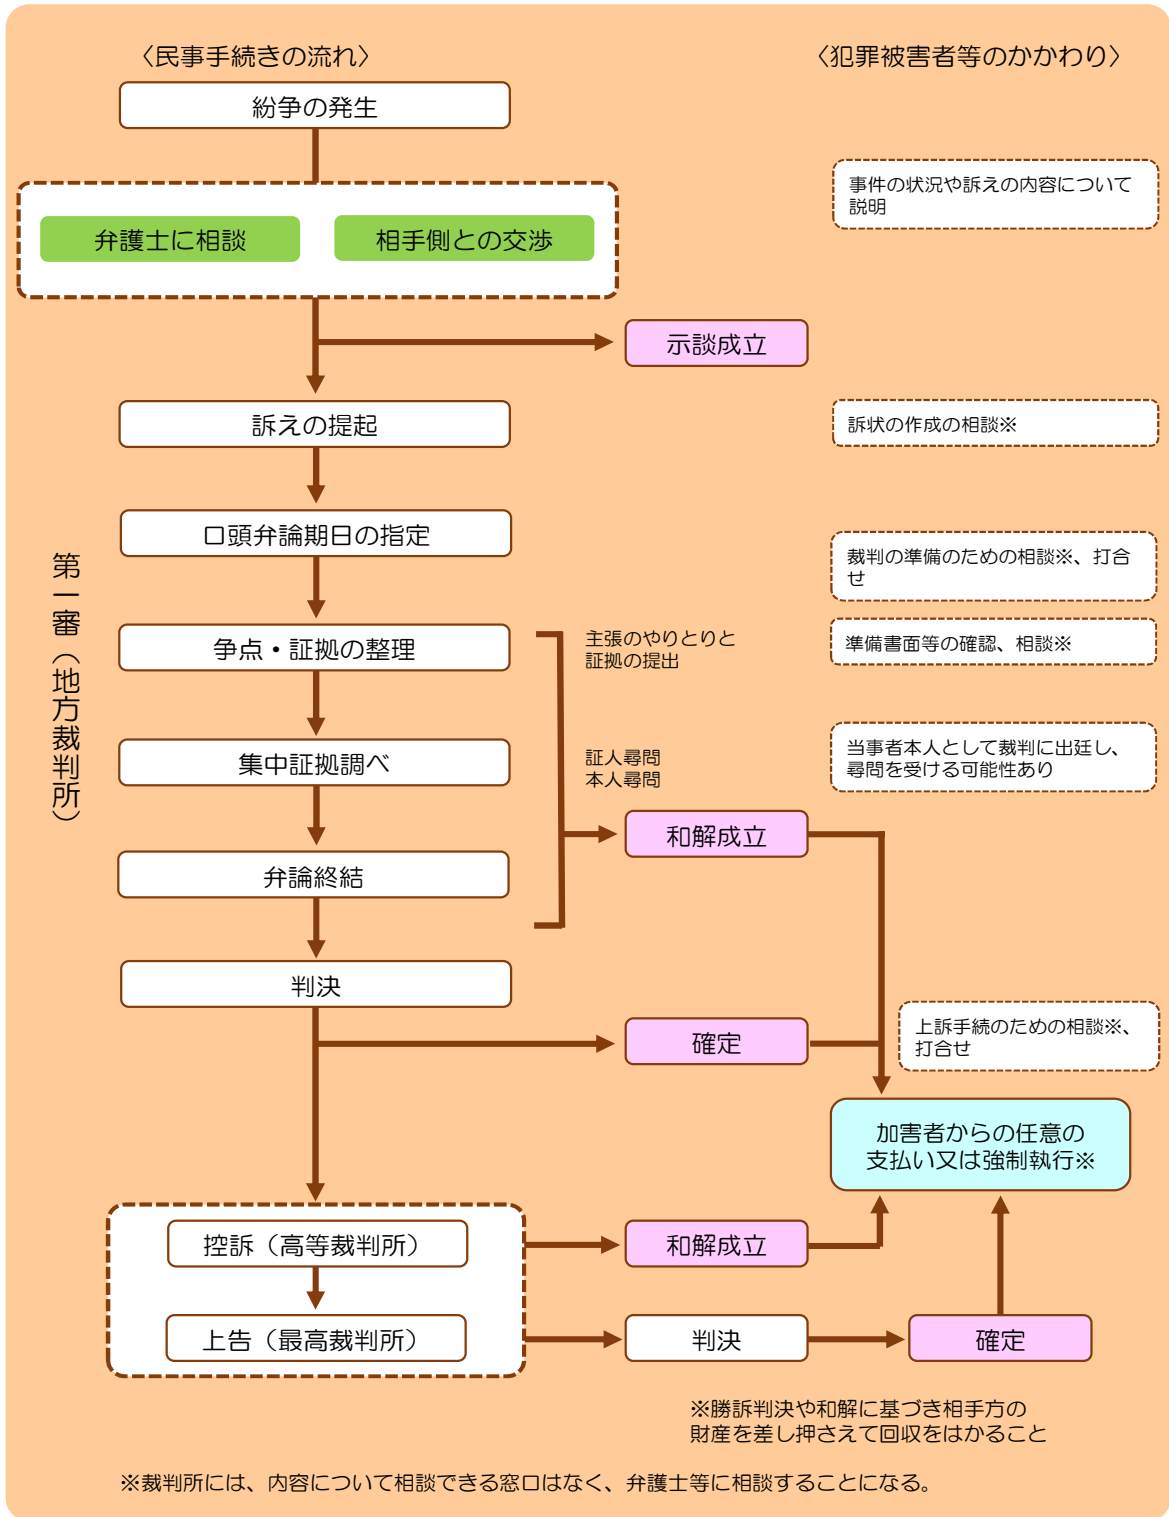 〈民事手続きの流れ〉
〈犯罪被害者等のかかわり〉
紛争の発生
事件の状況や訴えの内容について
説明
弁護士に相談
相手側との交渉
示談成立
訴えの提起
訴状の作成の相談※
口頭弁論期日の指定
裁判の準備のための相談※、打合
せ
第一審（地方裁判所）
争点・証拠の整理
主張のやりとりと
証拠の提出
準備書面等の確認、相談※
集中証拠調べ
証人尋問
本人尋問
当事者本人として裁判に出廷し、
尋問を受ける可能性あり
和解成立
弁論終結
判決
確定
上訴手続のための相談※、
打合せ
加害者からの任意の
支払い又は強制執行※
控訴（高等裁判所）
和解成立
上告（最高裁判所）
判決
確定
※勝訴判決や和解に基づき相手方の
財産を差し押さえて回収をはかること
※裁判所には、内容について相談できる窓口はなく、弁護士等に相談することになる。